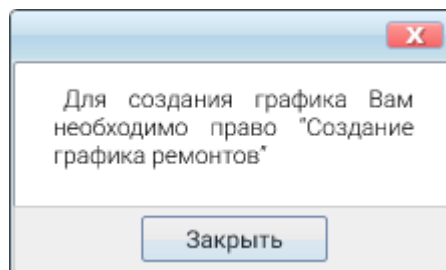 X
Для создания графика Вам
необходимо право "Создание
графика ремонтов"
Закрыть